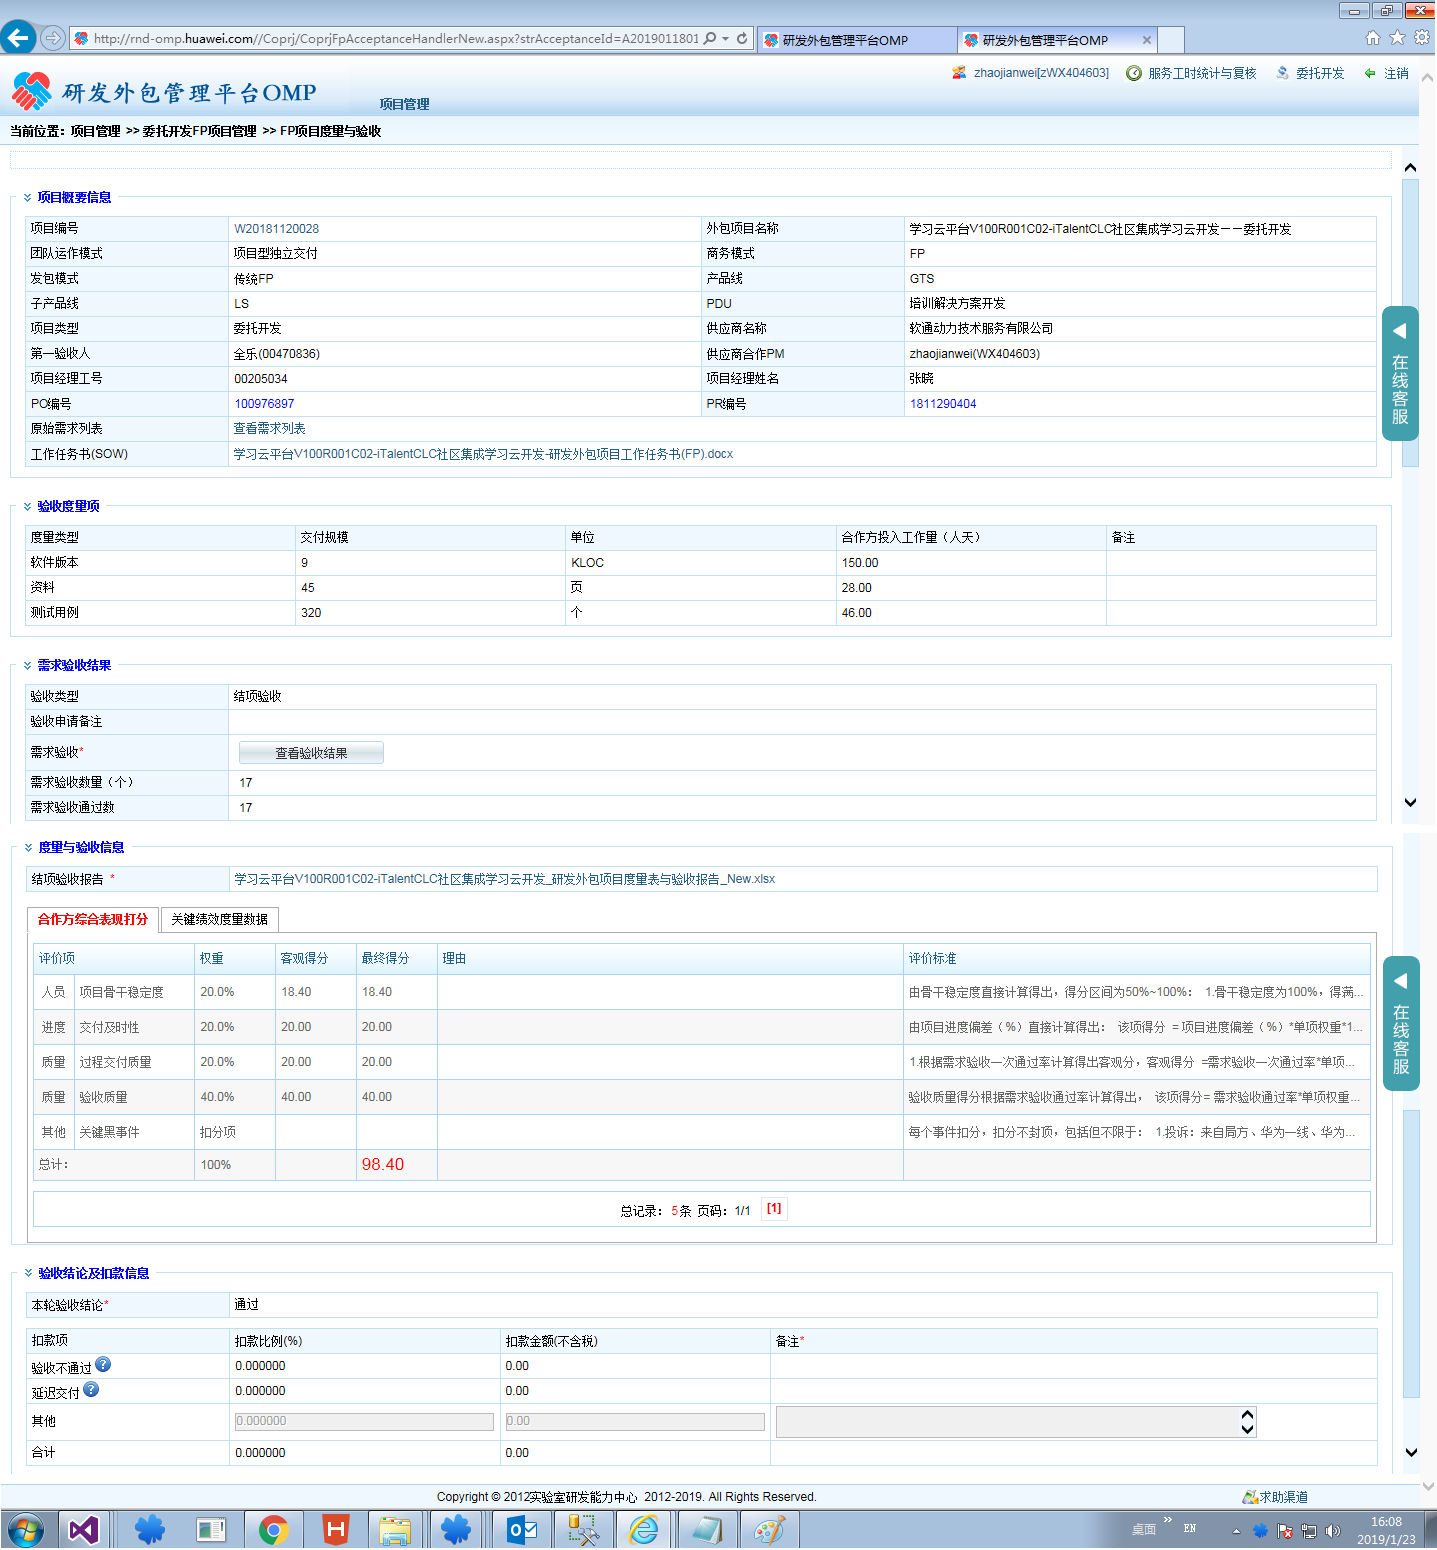 http://rnd-omp.huawei.com//Coprj/CoprjFpAcceptanceHandlerNew.aspx?strAcceptanceId=A2019011801
研发外包管理平台OMP
研发外包管理平台OMP
zhaojianwei[zWX404603] 服务工时统计与复核 委托开发 注销
研发外包管理平台OMP
项目管理
当前位置：项目管理 >> 委托开发FP项目管理 >> FP项目度量与验收
项目概要信息
项目编号 W20181120028 外包项目名称 学习云平台V100R001C02-iTalentCLC社区集成学习云开发－－委托开发
团队运作模式 项目型独立交付 商务模式 FP
发包模式 传统FP 产品线 GTS
子产品线 LS PDU 培训解决方案开发
项目类型 委托开发 供应商名称 软通动力技术服务有限公司
第一验收人 全乐(00470836) 供应商合作PM zhaojianwei(WX404603)
项目经理工号 00205034 项目经理姓名 张晓
PO编号 100976897 PR编号 1811290404
原始需求列表 查看需求列表
工作任务书(SOW) 学习云平台V100R001C02-iTalentCLC社区集成学习云开发-研发外包项目工作任务书(FP).docx
在线客服
验收度量项
度量类型 交付规模 单位 合作方投入工作量（人天） 备注
软件版本 9 KLOC 150.00
资料 45 页 28.00
测试用例 320 个 46.00
需求验收结果
验收类型 结项验收
验收申请备注
需求验收* 查看验收结果
需求验收数量（个） 17
需求验收通过数 17
度量与验收信息
结项验收报告 * 学习云平台V100R001C02-iTalentCLC社区集成学习云开发_研发外包项目度量表与验收报告_New.xlsx
合作方综合表现打分 关键绩效度量数据
评价项 权重 客观得分 最终得分 理由 评价标准
人员 项目骨干稳定度 20.0% 18.40 18.40 由骨干稳定度直接计算得出，得分区间为50%~100%： 1.骨干稳定度为100%，得满...
进度 交付及时性 20.0% 20.00 20.00 由项目进度偏差（%）直接计算得出： 该项得分 = 项目进度偏差（%）*单项权重*1...
质量 过程交付质量 20.0% 20.00 20.00 1.根据需求验收一次通过率计算得出客观分，客观得分 =需求验收一次通过率*单项...
质量 验收质量 40.0% 40.00 40.00 验收质量得分根据需求验收通过率计算得出， 该项得分= 需求验收通过率*单项权重...
其他 关键黑事件 扣分项 每个事件扣分，扣分不封顶，包括但不限于： 1.投诉：来自局方、华为一线、华为...
总计： 100% 98.40
总记录：5条 页码：1/1 [1]
在线客服
验收结论及扣款信息
本轮验收结论* 通过
扣款项 扣款比例(%) 扣款金额(不含税) 备注*
验收不通过 ? 0.000000 0.00
延迟交付 ? 0.000000 0.00
其他 0.000000 0.00
合计 0.000000 0.00
Copyright © 2012实验室研发能力中心 2012-2019. All Rights Reserved.
求助渠道
桌面 » EN
16:08
2019/1/23